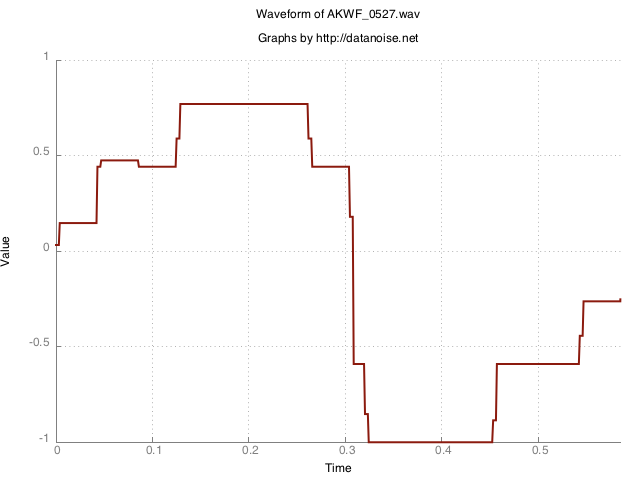 Waveform of AKWF_0527.wav
Graphs by http://datanoise.net
1
0.5
0
-0.5
-1
Value
0 0.1 0.2 0.3 0.4 0.5
Time